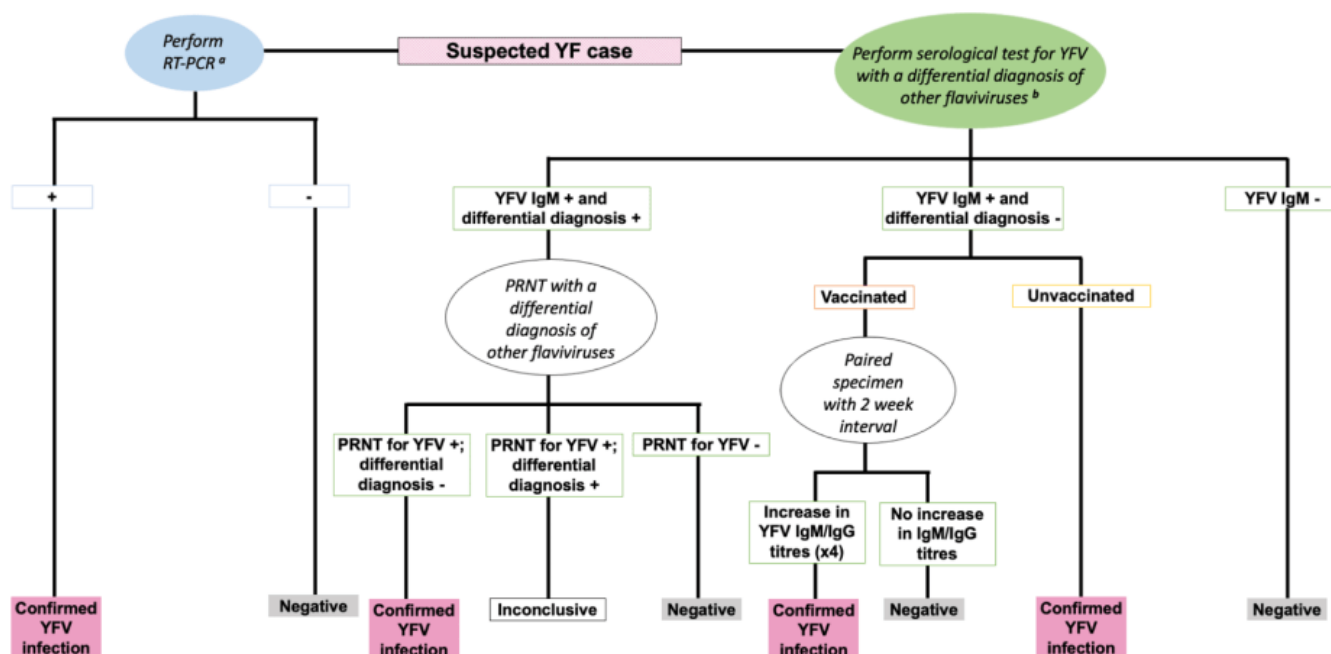 Perform
RT-PCR a
Suspected YF case
Perform serological test for YFV
with a differential diagnosis of
other flaviviruses b
+
-
YFV IgM + and
differential diagnosis +
YFV IgM + and
differential diagnosis -
YFV IgM -
PRNT with a
differential
diagnosis of
other flaviviruses
Vaccinated
Unvaccinated
Paired
specimen
with 2 week
interval
PRNT for YFV +;
differential
diagnosis -
PRNT for YFV +;
differential
diagnosis +
PRNT for YFV -
Increase in
YFV IgM/IgG
titres (x4)
No increase
in IgM/IgG
titres
Confirmed
YFV
infection
Negative
Confirmed
YFV
infection
Inconclusive
Negative
Confirmed
YFV
infection
Negative
Confirmed
YFV
infection
Negative